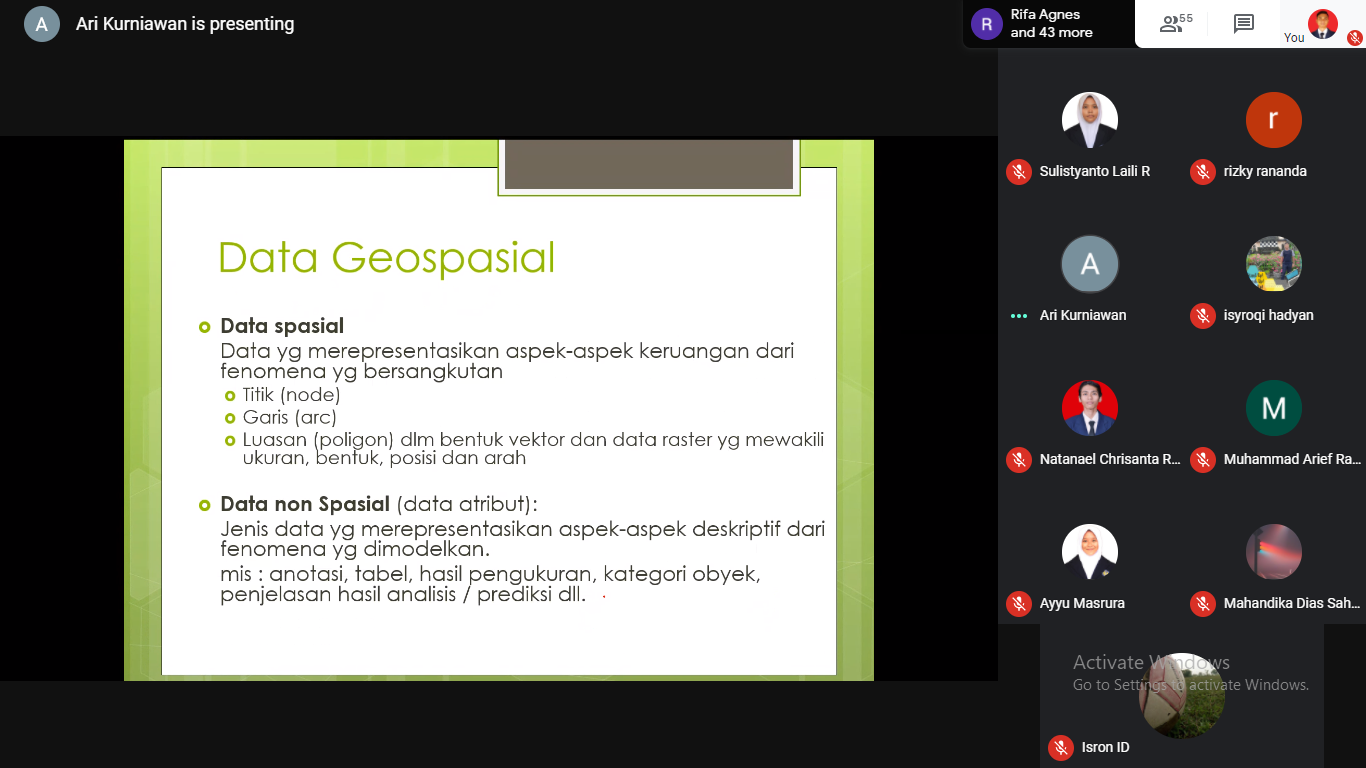 A
Ari Kurniawan is presenting
R
Rifa Agnes
and 43 more
55
You
Data Geospasial
Data spasial
Data yg merepresentasikan aspek-aspek keruangan dari
fenomena yg bersangkutan
Titik (node)
Garis (arc)
Luasan (poligon) dlm bentuk vektor dan data raster yg mewakili
ukuran, bentuk, posisi dan arah
Data non Spasial (data atribut):
Jenis data yg merepresentasikan aspek-aspek deskriptif dari
fenomena yg dimodelkan.
mis : anotasi, tabel, hasil pengukuran, kategori obyek,
penjelasan hasil analisis / prediksi dll.
Sulistyanto Laili R
r
rizky rananda
A
Ari Kurniawan
isyroqi hadyan
Natanael Chrisanta R...
M
Muhammad Arief Ra...
Ayyu Masrura
Mahandika Dias Sah...
Activate Windows
Go to Settings to activate Windows.
Isron ID